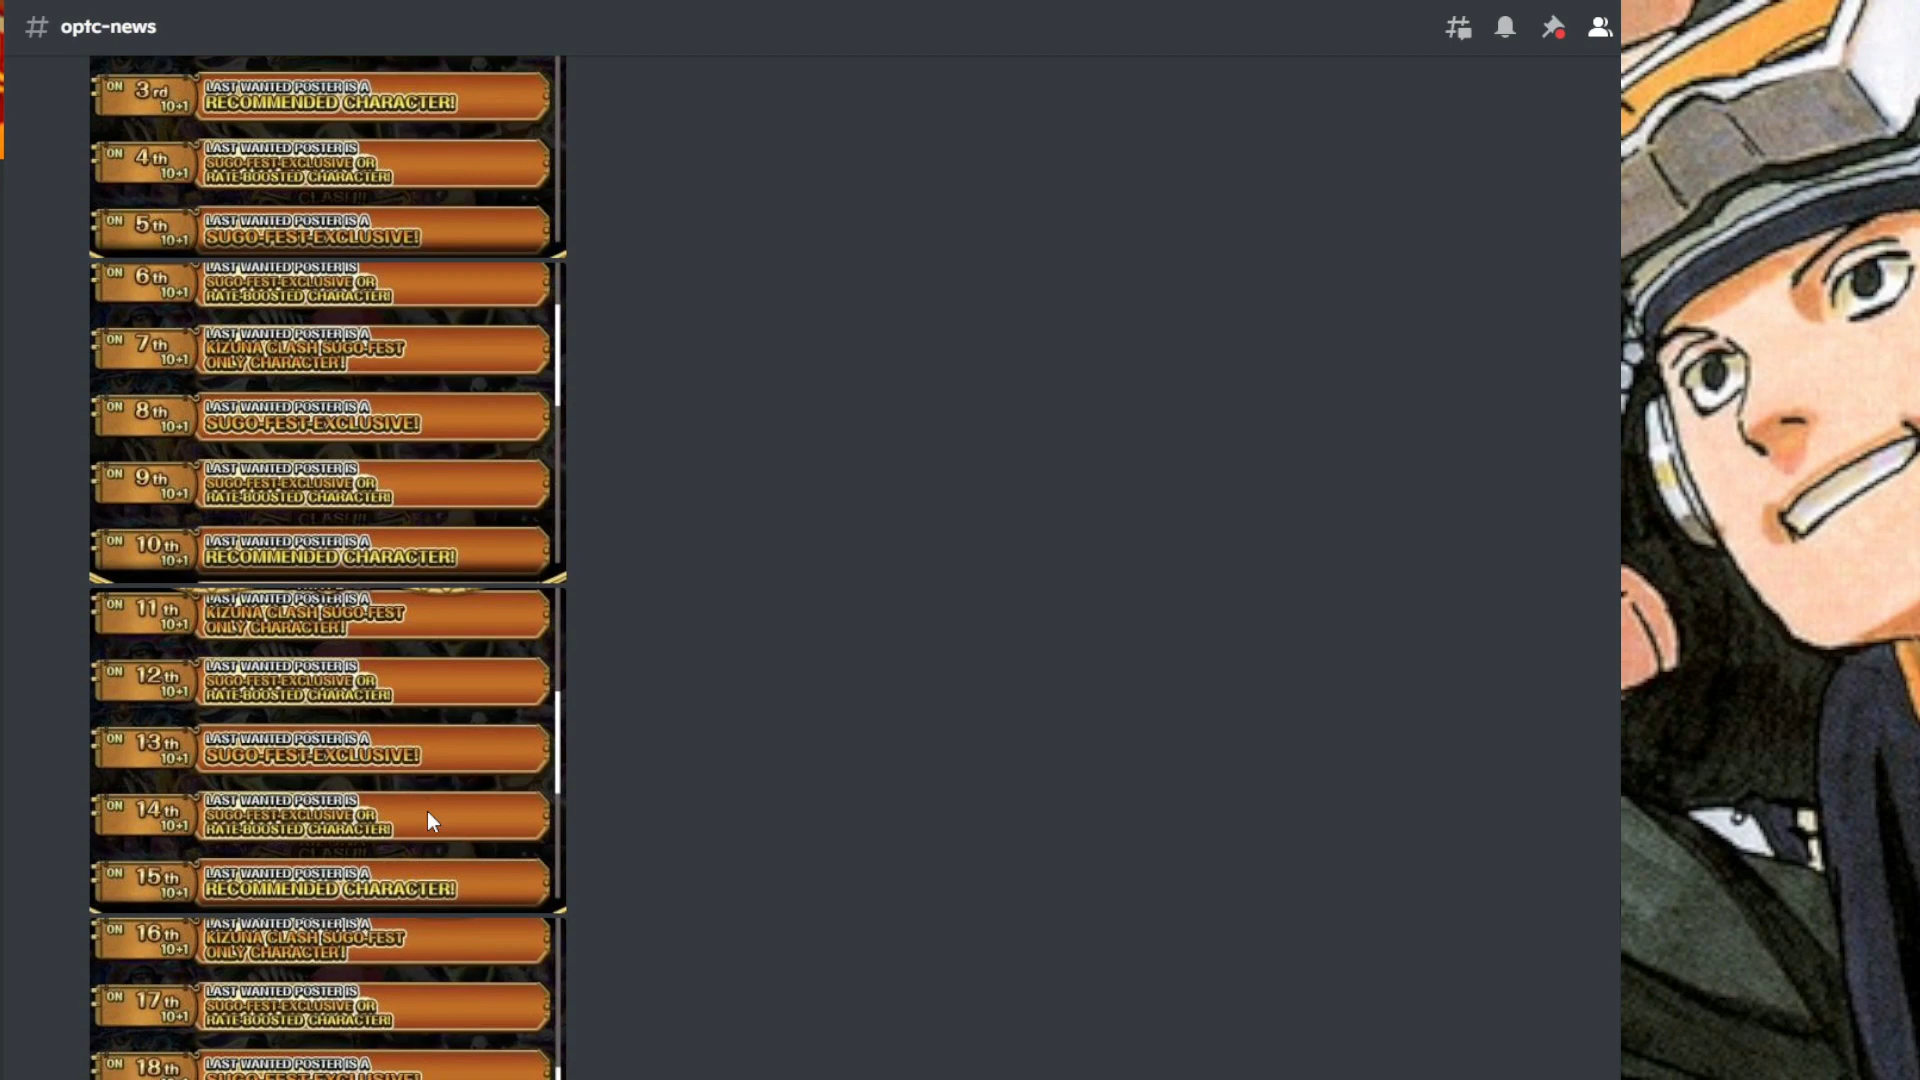 optc-news
ON 3rd 10+1
LAST WANTED POSTER IS A
RECOMMENDED CHARACTER!
ON 4th 10+1
LAST WANTED POSTER IS
SUGO-FEST-EXCLUSIVE OR
RATE-BOOSTED CHARACTER!
ON 5th 10+1
LAST WANTED POSTER IS A
SUGO-FEST-EXCLUSIVE!
ON 6th 10+1
LAST WANTED POSTER IS
SUGO-FEST-EXCLUSIVE OR
RATE-BOOSTED CHARACTER!
ON 7th 10+1
LAST WANTED POSTER IS A
KIZUNA CLASH SUGO-FEST
ONLY CHARACTER!
ON 8th 10+1
LAST WANTED POSTER IS A
SUGO-FEST-EXCLUSIVE!
ON 9th 10+1
LAST WANTED POSTER IS
SUGO-FEST-EXCLUSIVE OR
RATE-BOOSTED CHARACTER!
ON 10th 10+1
LAST WANTED POSTER IS A
RECOMMENDED CHARACTER!
ON 11th 10+1
LAST WANTED POSTER IS A
KIZUNA CLASH SUGO-FEST
ONLY CHARACTER!
ON 12th 10+1
LAST WANTED POSTER IS
SUGO-FEST-EXCLUSIVE OR
RATE-BOOSTED CHARACTER!
ON 13th 10+1
LAST WANTED POSTER IS A
SUGO-FEST-EXCLUSIVE!
ON 14th 10+1
LAST WANTED POSTER IS
SUGO-FEST-EXCLUSIVE OR
RATE-BOOSTED CHARACTER!
ON 15th 10+1
LAST WANTED POSTER IS A
RECOMMENDED CHARACTER!
ON 16th 10+1
LAST WANTED POSTER IS A
KIZUNA CLASH SUGO-FEST
ONLY CHARACTER!
ON 17th 10+1
LAST WANTED POSTER IS
SUGO-FEST-EXCLUSIVE OR
RATE-BOOSTED CHARACTER!
ON 18th
LAST WANTED POSTER IS A
SUGO-FEST-EXCLUSIVE!